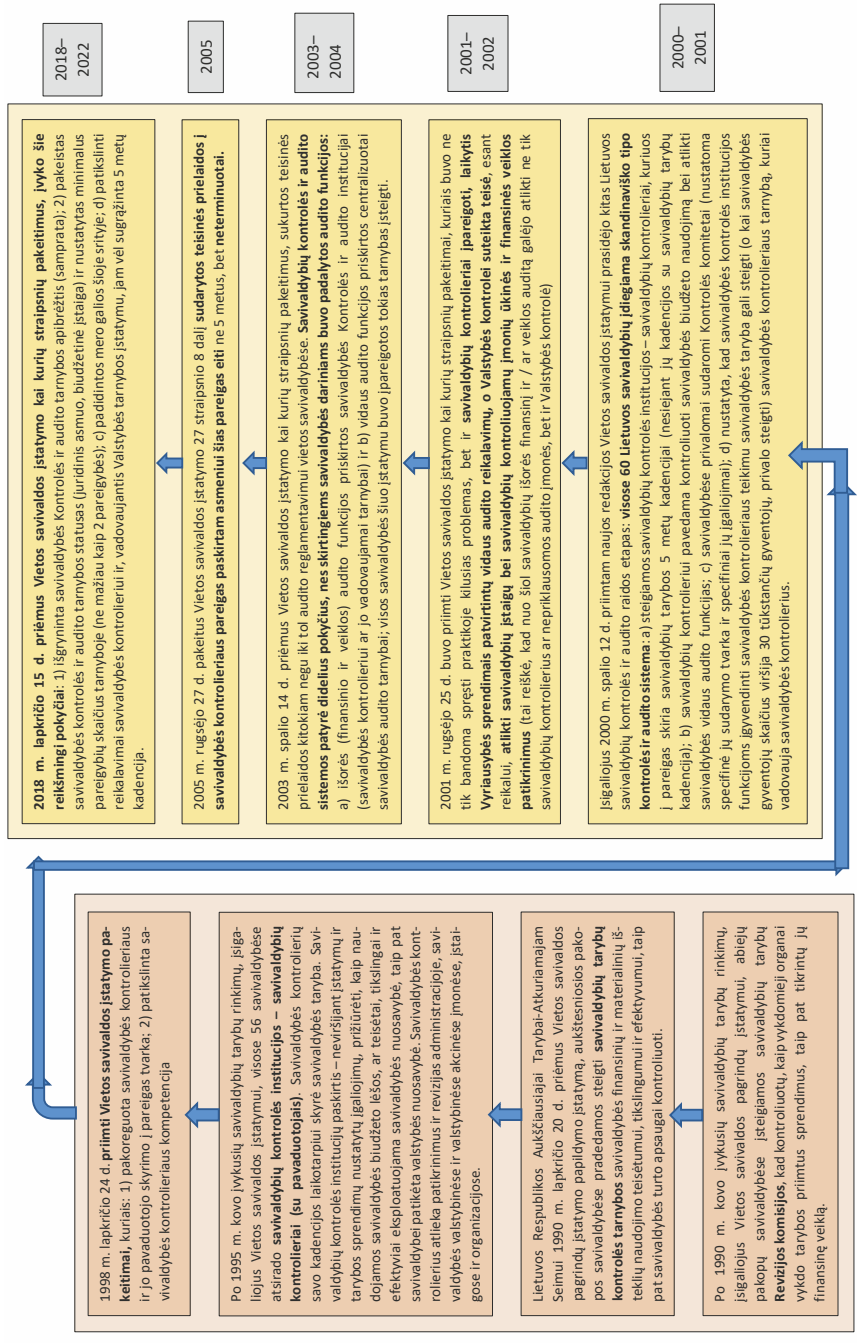 1998 m. lapkričio 24 d. priimti Vietos savivaldos įstatymo pa-
keitimai, kuriais: 1) pakoreguota savivaldybės kontrolieriaus
ir jo pavaduotojo skyrimo į pareigas tvarka; 2) patikslinta sa-
vivaldybės kontrolieriaus kompetencija
Po 1995 m. kovo įvykusių savivaldybių tarybų rinkimų, įsiga-
liojus Vietos savivaldos įstatymui, visose 56 savivaldybėse
atsirado savivaldybių kontrolės institucijos – savivaldybių
kontrolieriai (su pavaduotojais). Savivaldybės kontrolierių
savo kadencijos laikotarpiui skyrė savivaldybės taryba. Savi-
valdybių kontrolės institucijų paskirtis – neviršijant įstatymų ir
tarybos sprendimų nustatytų įgaliojimų, prižiūrėti, kaip nau-
dojamos savivaldybės biudžeto lėšos, ar teisėtai, tikslingai ir
efektyviai eksploatuojama savivaldybės nuosavybė, taip pat
savivaldybei patikėta valstybės nuosavybė. Savivaldybės kont-
rolierius atlieka patikrinimus ir revizijas administracijoje, savi-
valdybės valstybinėse ir valstybinėse akcinėse įmonėse, įstai-
gose ir organizacijose.
Lietuvos Respublikos Aukščiausiajai Tarybai-Atkuriamajam
Seimui 1990 m. lapkričio 20 d. priėmus Vietos savivaldos
pagrindų įstatymo papildymo įstatymą, aukštesniosios pako-
pos savivaldybėse pradedamos steigti savivaldybių tarybų
kontrolės tarnybos savivaldybės finansinių ir materialinių iš-
teklių naudojimo teisėtumui, tikslingumui ir efektyvumui, taip
pat savivaldybės turto apsaugai kontroliuoti.
Po 1990 m. kovo įvykusių savivaldybių tarybų rinkimų,
įsigaliojus Vietos savivaldos pagrindų įstatymui, abiejų
pakopų savivaldybėse įsteigiamos savivaldybių tarybų
Revizijos komisijos, kad kontroliuotų, kaip vykdomieji organai
vykdo tarybos priimtus sprendimus, taip pat tikrintų jų
finansinę veiklą.
2018 m. lapkričio 15 d. priėmus Vietos savivaldos įstatymo kai kurių straipsnių pakeitimus, įvyko šie
reikšmingi pokyčiai: 1) išgryninta savivaldybės Kontrolės ir audito tarnybos apibrėžtis (samprata); 2) pakeistas
savivaldybės kontrolės ir audito tarnybos statusas (juridinis asmuo, biudžetinė įstaiga) ir nustatytas minimalus
pareigybių skaičius tarnyboje (ne mažiau kaip 2 pareigybės); c) padidintos mero galios šioje srityje; d) patikslinti
reikalavimai savivaldybės kontrolieriui ir, vadovaujantis Valstybės tarnybos įstatymu, jam vėl sugrąžinta 5 metų
kadencija.
2018–
2022
2005 m. rugsėjo 27 d. pakeitus Vietos savivaldos įstatymo 27 straipsnio 8 dalį sudarytos teisinės prielaidos į
savivaldybės kontrolieriaus pareigas paskirtam asmeniui šias pareigas eiti ne 5 metus, bet neterminuotai.
2005
2003 m. spalio 14 d. priėmus Vietos savivaldos įstatymo kai kurių straipsnių pakeitimus, sukurtos teisinės
prielaidos kitokiam negu iki tol audito reglamentavimui vietos savivaldybėse. Savivaldybės kontrolės ir audito
sistemos patyrė didelius pokyčius, nes skirtingiems savivaldybės dariniams buvo padalytos audito funkcijos:
a) išorės (finansinio ir veiklos) audito funkcijos priskirtos savivaldybės Kontrolės ir audito institucijai
(savivaldybės kontrolieriui ar jo vadovaujamai tarnybai) ir b) vidaus audito funkcijos priskirtos centralizuotai
savivaldybės audito tarnybai; visos savivaldybės šiuo įstatymu buvo įpareigotos tokias tarnybas įsteigti.
2003–
2004
2001 m. rugsėjo 25 d. buvo priimti Vietos savivaldos įstatymo kai kurių straipsnių pakeitimai, kuriais buvo ne
tik bandoma spręsti praktikoje kilusias problemas, bet ir savivaldybių kontrolieriai įpareigoti, laikytis
Vyriausybės sprendimais patvirtintų vidaus audito reikalavimų, o Valstybės kontrolei suteikta teisė, esant
reikalui, atlikti savivaldybių įstaigų bei savivaldybių kontroliuojamų įmonių ūkinės ir finansinės veiklos
patikrinimus (tai reiškė, kad nuo šiol savivaldybių išorės finansinį ir / ar veiklos auditą galėjo atlikti ne tik
savivaldybių kontrolierius ar nepriklausomos audito įmonės, bet ir Valstybės kontrolė)
2001–
2002
Įsigaliojus 2000 m. spalio 12 d. priimtam naujos redakcijos Vietos savivaldos įstatymui prasidėjo kitas Lietuvos
savivaldybių kontrolės ir audito raidos etapas: visose 60 Lietuvos savivaldybių įdiegiama skandinaviško tipo
kontrolės ir audito sistema: a) steigiamos savivaldybių kontrolės institucijos – savivaldybių kontrolieriai, kuriuos
į pareigas skiria savivaldybių tarybos 5 metų kadencijai (nesiejant jų kadencijos su savivaldybių tarybų
kadencija); b) savivaldybių kontrolieriui pavedama kontroliuoti savivaldybės biudžeto naudojimą bei atlikti
savivaldybės vidaus audito funkcijas; c) savivaldybėse privalomai sudaromi Kontrolės komitetai (nustatoma
specifinė jų sudarymo tvarka ir specifiniai jų įgaliojimai); d) nustatyta, kad savivaldybės kontrolės institucijos
funkcijoms įgyvendinti savivaldybės kontrolieriaus teikimu savivaldybės taryba gali steigti (o kai savivaldybės
gyventojų skaičius viršija 30 tūkstančių gyventojų, privalo steigti) savivaldybės kontrolieriaus tarnybą, kuriai
vadovauja savivaldybės kontrolierius.
2000–
2001